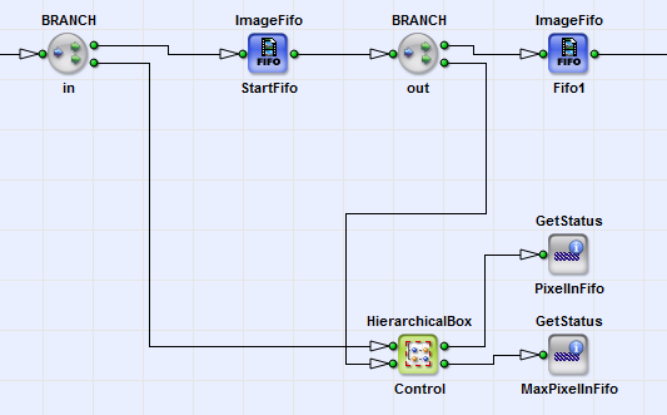 BRANCH
ImageFifo
BRANCH
ImageFifo
FIFO
FIFO
in
StartFifo
out
Fifo1
GetStatus
PixelInFifo
HierarchicalBox
GetStatus
Control
MaxPixelInFifo